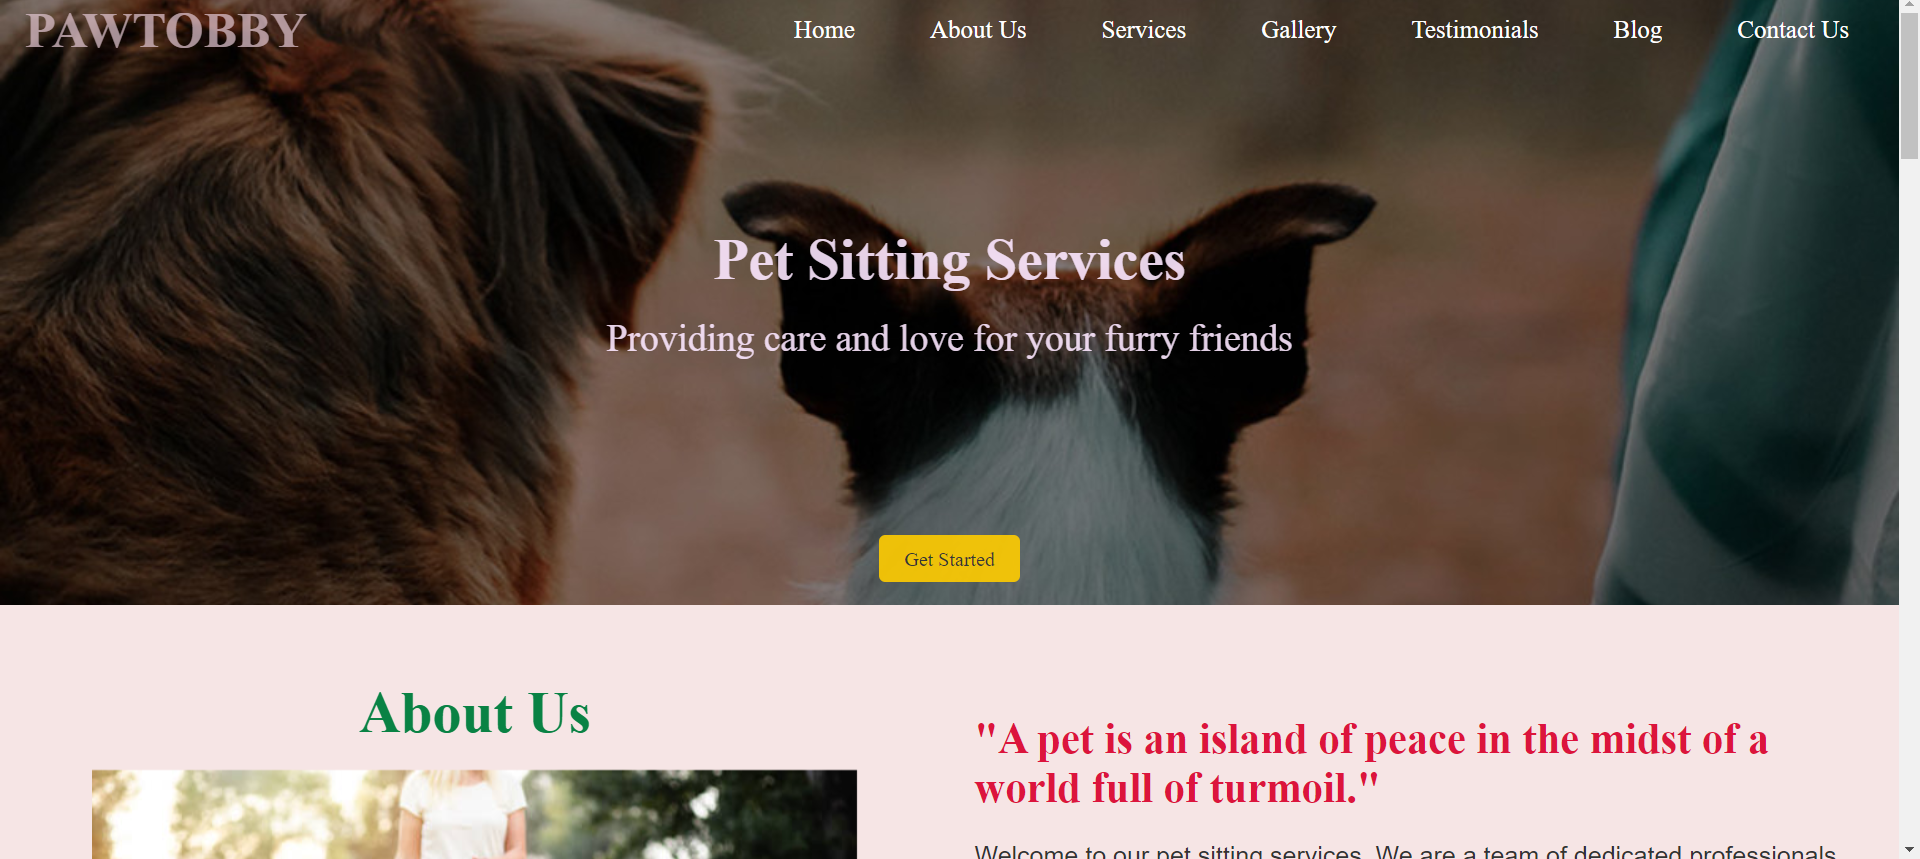 PAWTOBBY
Home About Us Services Gallery Testimonials Blog Contact Us
Pet Sitting Services
Providing care and love for your furry friends
Get Started
About Us
"A pet is an island of peace in the midst of a
world full of turmoil."
Welcome to our pet sitting services. We are a team of dedicated professionals